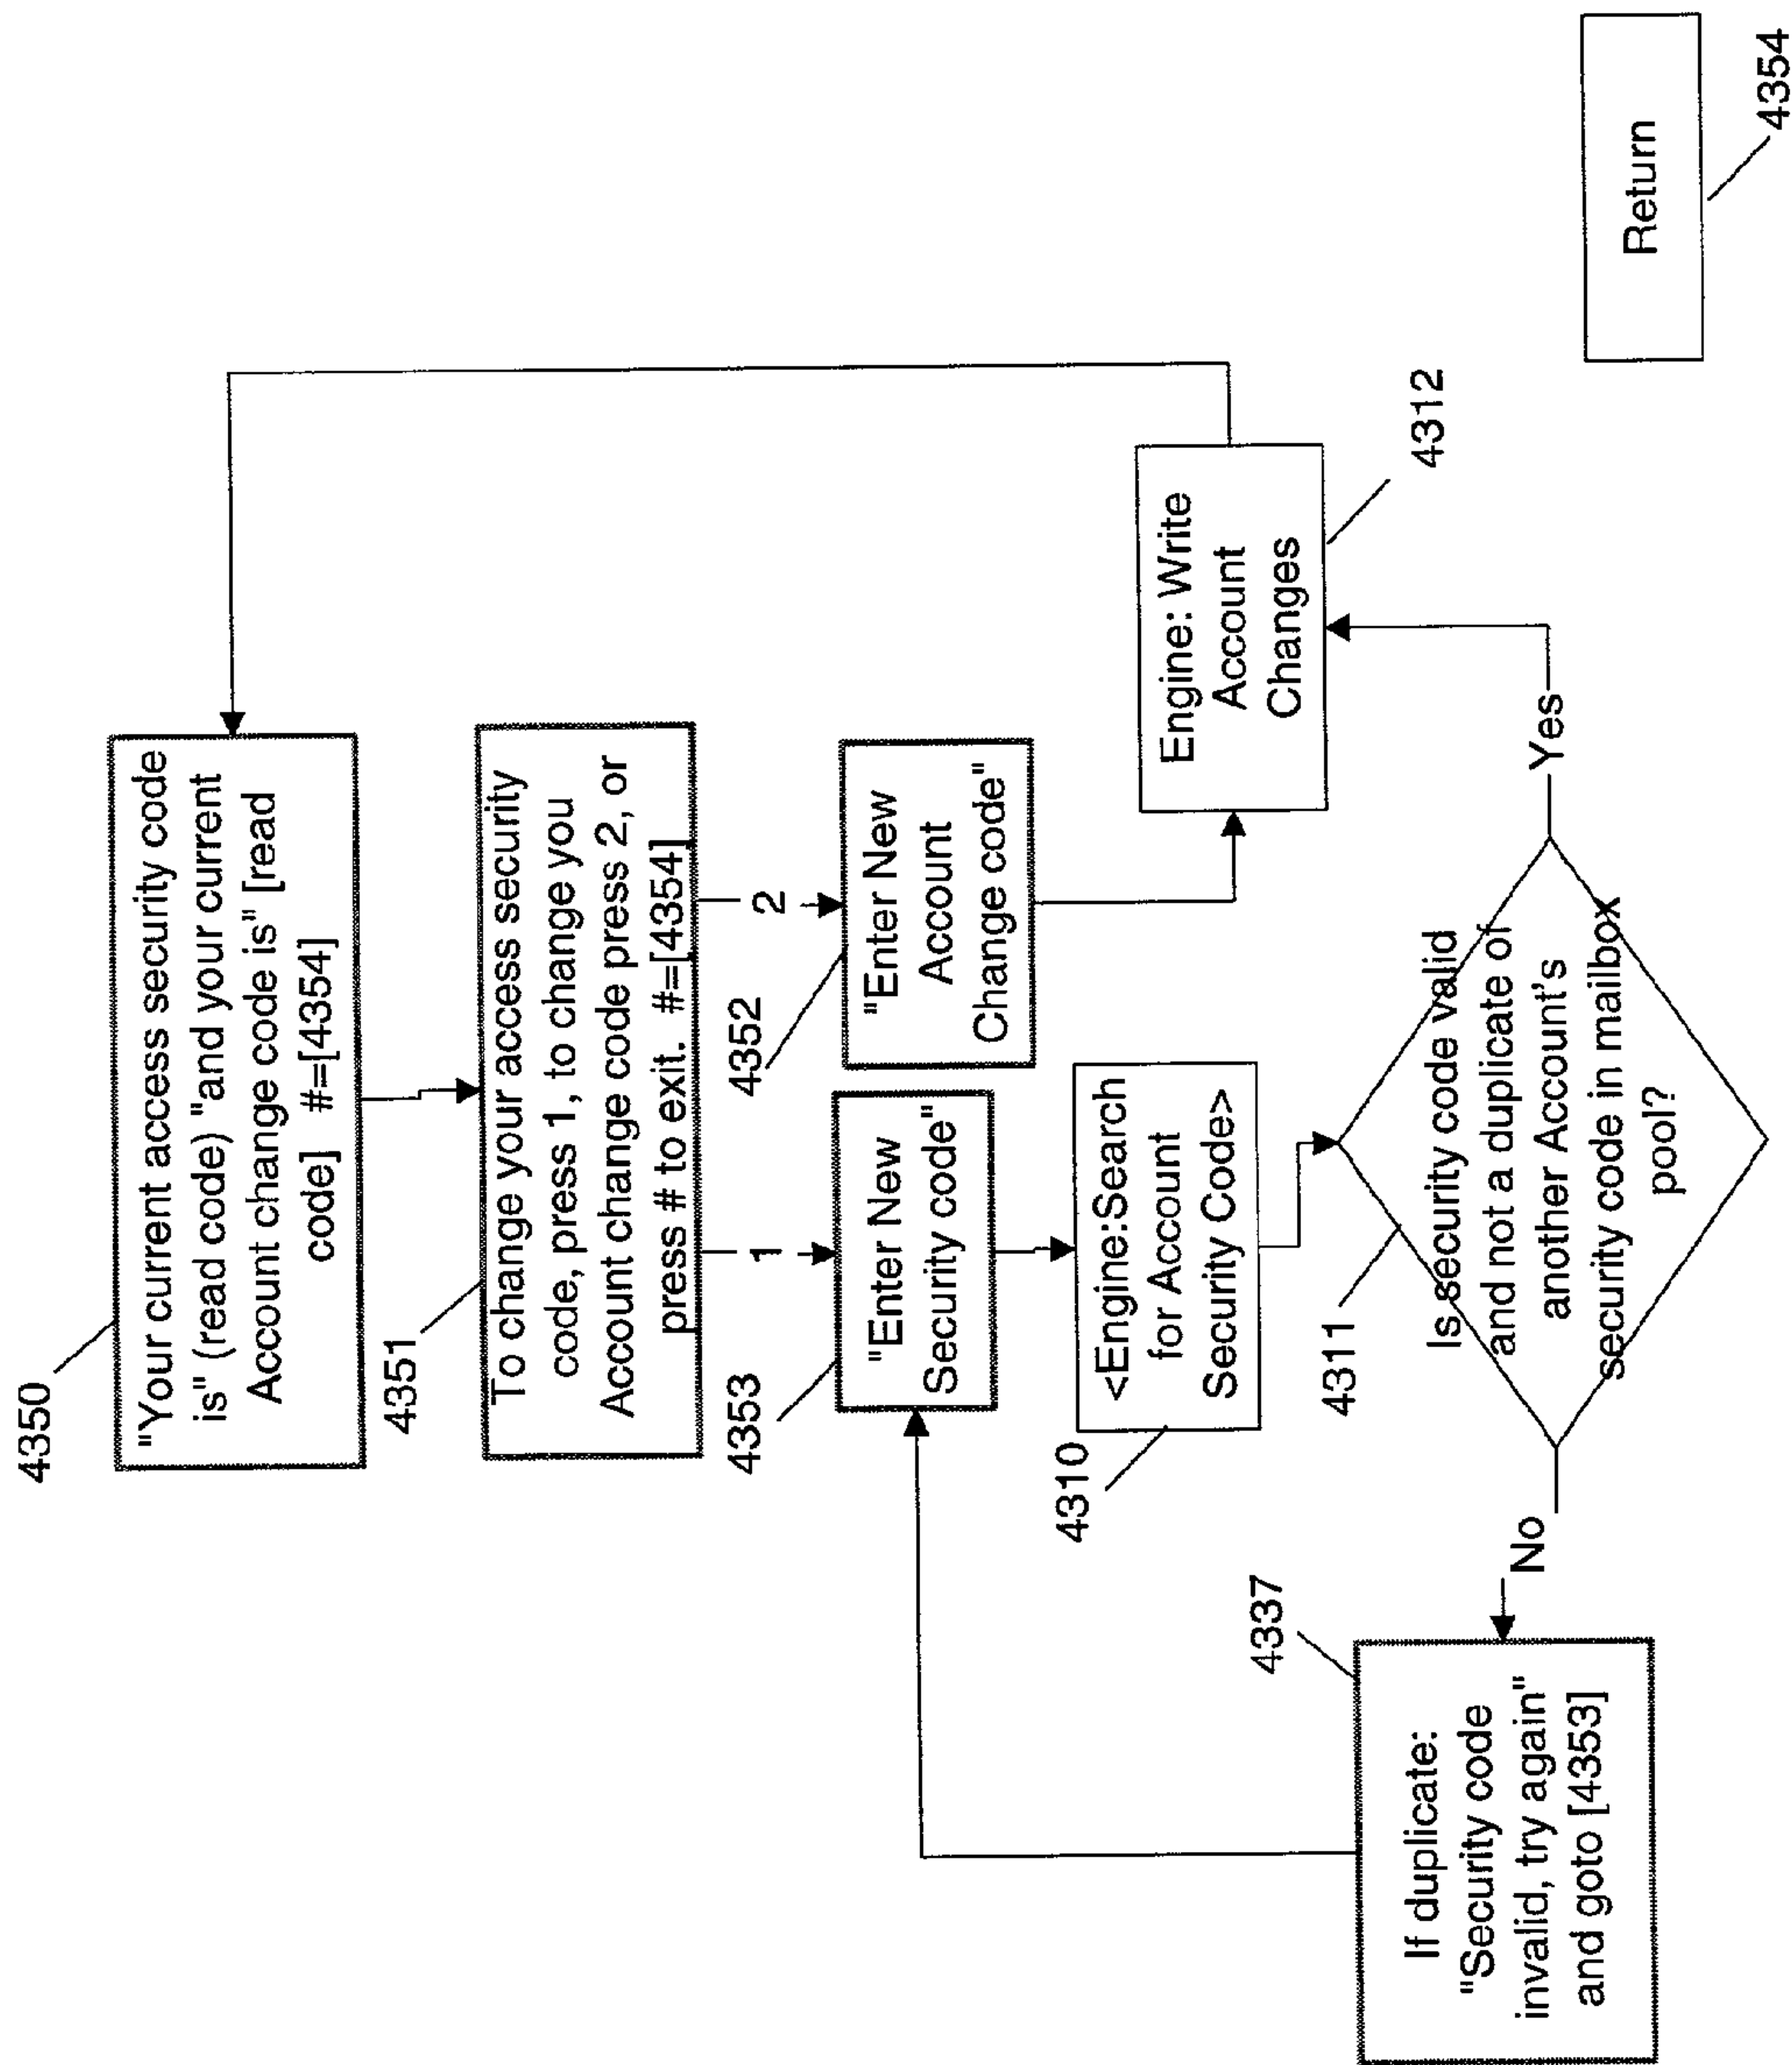 4350
"Your current access security code
is" (read code) "and your current
Account change code is" [read
code] #=[4354]
4351
To change your access security
code, press 1, to change you
Account change code press 2, or
press # to exit. #=[4354]
1
2
4353
"Enter New
Security code"
4352
"Enter New
Account
Change code"
4310
<Engine:Search
for Account
Security Code>
4311
Is security code valid
and not a duplicate of
another Account's
security code in mailbox
pool?
No
Yes
4337
If duplicate:
"Security code
invalid, try again"
and goto [4353]
Engine: Write
Account
Changes
4312
Return
4354